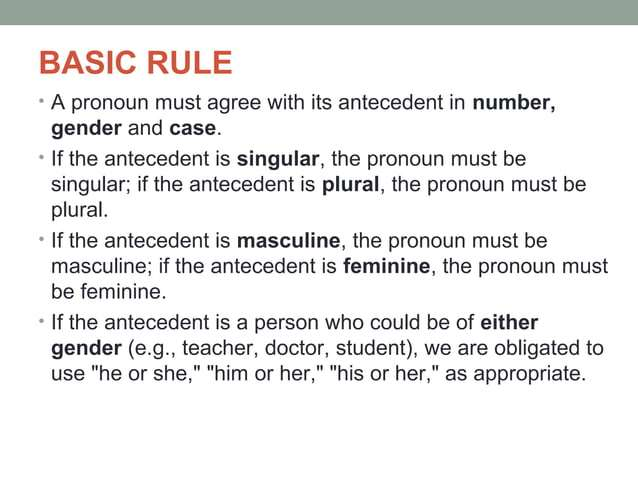 BASIC RULE
• A pronoun must agree with its antecedent in number,
gender and case.
• If the antecedent is singular, the pronoun must be
singular; if the antecedent is plural, the pronoun must be
plural.
• If the antecedent is masculine, the pronoun must be
masculine; if the antecedent is feminine, the pronoun must
be feminine.
• If the antecedent is a person who could be of either
gender (e.g., teacher, doctor, student), we are obligated to
use "he or she," "him or her," "his or her," as appropriate.